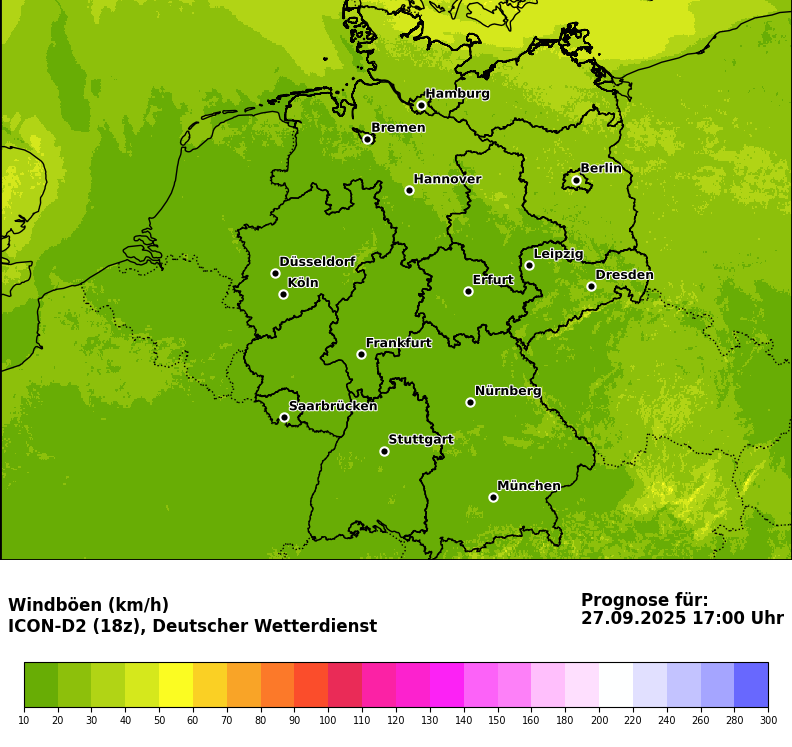 Hamburg
Bremen
Berlin
Hannover
Leipzig
Düsseldorf
Dresden
Köln
Erfurt
Frankfurt
Nürnberg
Saarbrücken
Stuttgart
München
Windböen (km/h)
ICON-D2 (18z), Deutscher Wetterdienst
Prognose für:
27.09.2025 17:00 Uhr
10 20 30 40 50 60 70 80 90 100 110 120 130 140 150 160 180 200 220 240 260 280 300